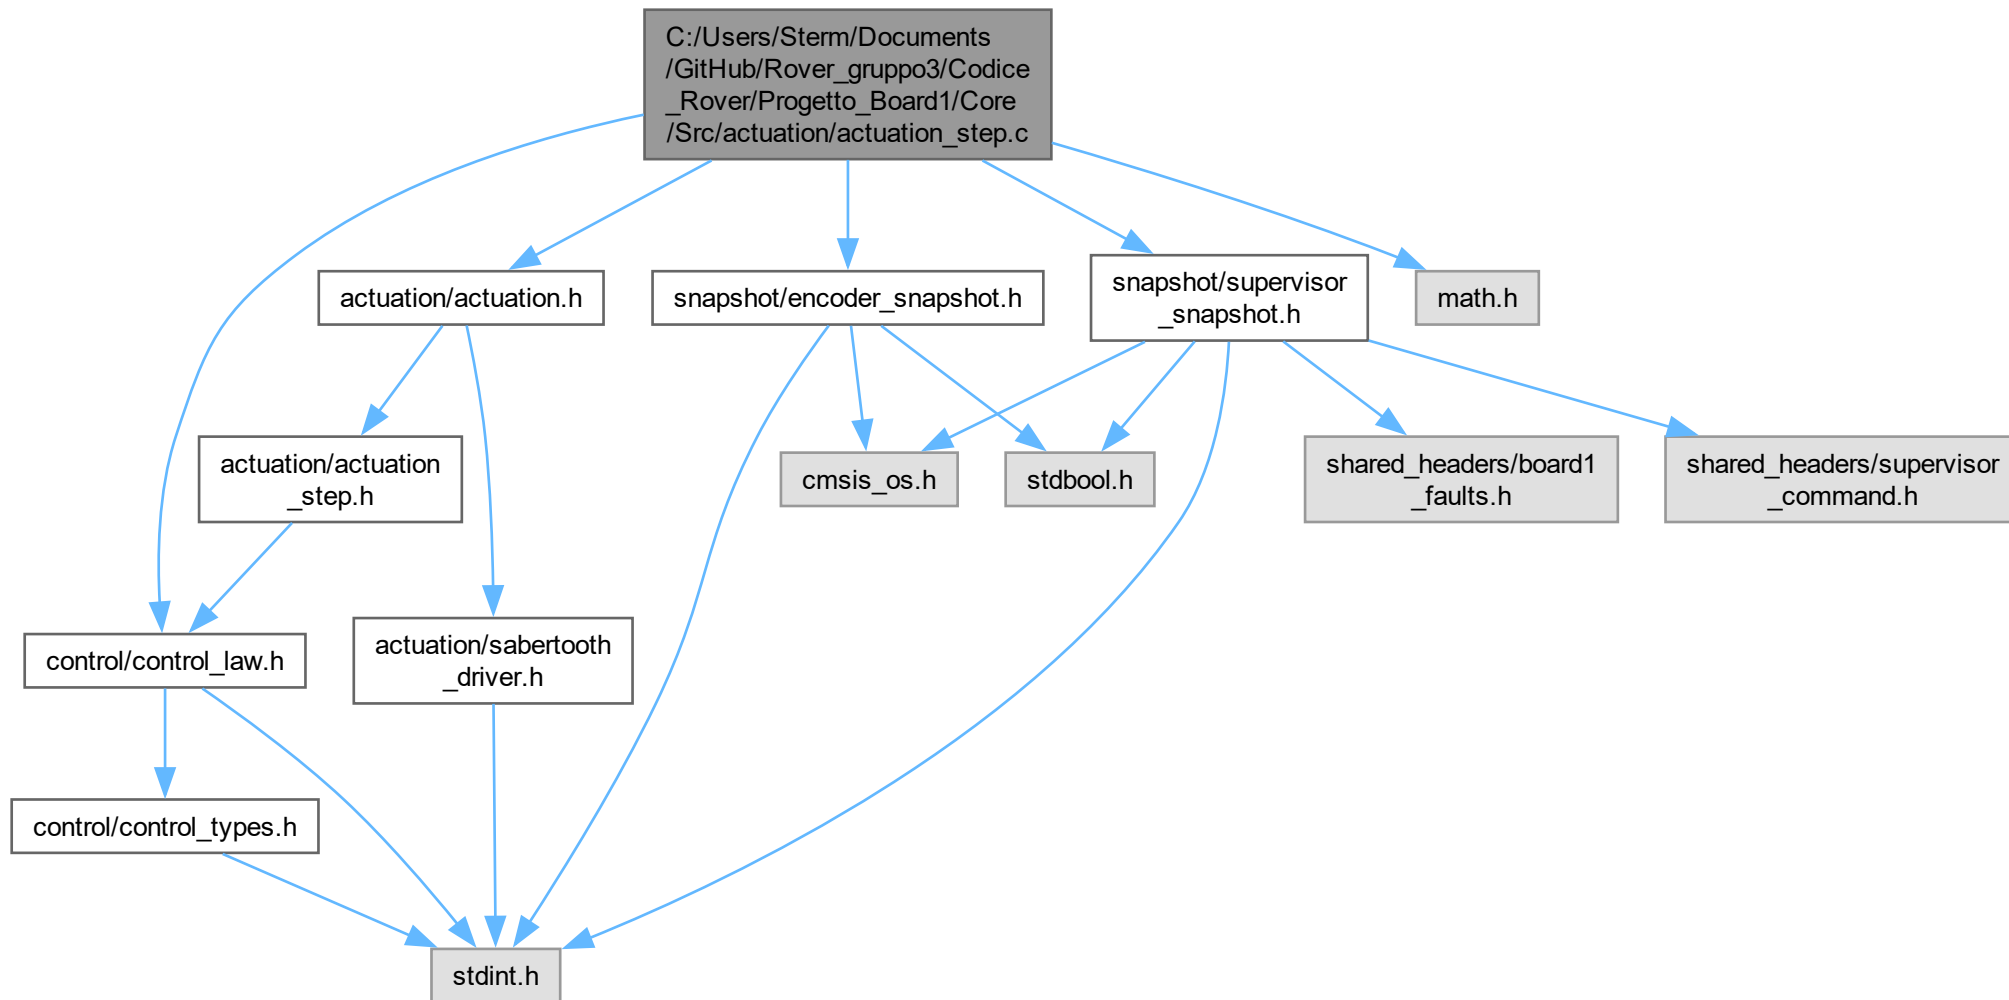 C:/Users/Sterm/Documents
/GitHub/Rover_gruppo3/Codice
_Rover/Progetto_Board1/Core
/Src/actuation/actuation_step.c
actuation/actuation.h
snapshot/encoder_snapshot.h
snapshot/supervisor
_snapshot.h
math.h
actuation/actuation
_step.h
cmsis_os.h
stdbool.h
shared_headers/board1
_faults.h
shared_headers/supervisor
_command.h
control/control_law.h
actuation/sabertooth
_driver.h
control/control_types.h
stdint.h